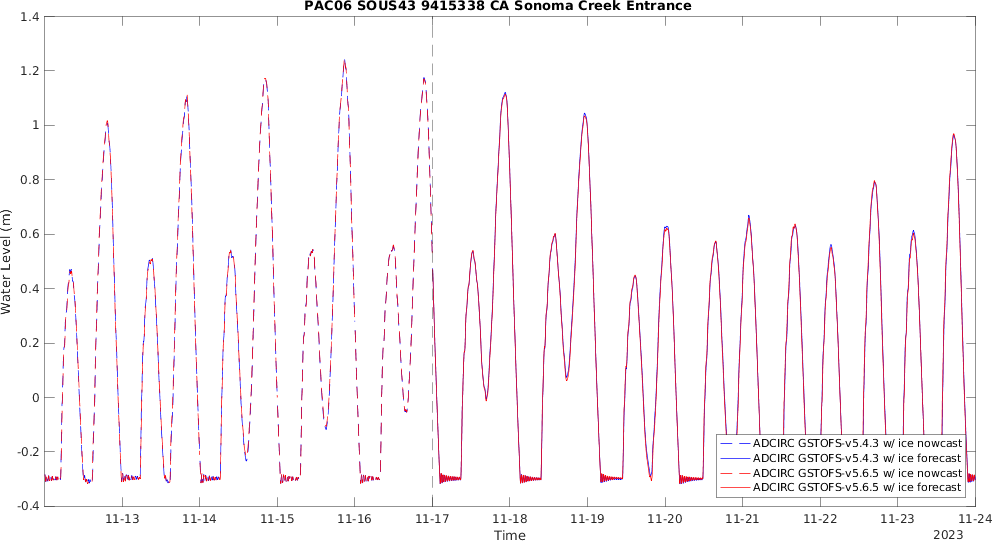 PAC06 SOUS43 9415338 CA Sonoma Creek Entrance
Water Level (m)
1.4
1.2
1
0.8
0.6
0.4
0.2
0
-0.2
-0.4
ADCIRC GSTOFS-v5.4.3 w/ ice nowcast
ADCIRC GSTOFS-v5.4.3 w/ ice forecast
ADCIRC GSTOFS-v5.6.5 w/ ice nowcast
ADCIRC GSTOFS-v5.6.5 w/ ice forecast
11-13 11-14 11-15 11-16 11-17 11-18 11-19 11-20 11-21 11-22 11-23 11-24
Time
2023